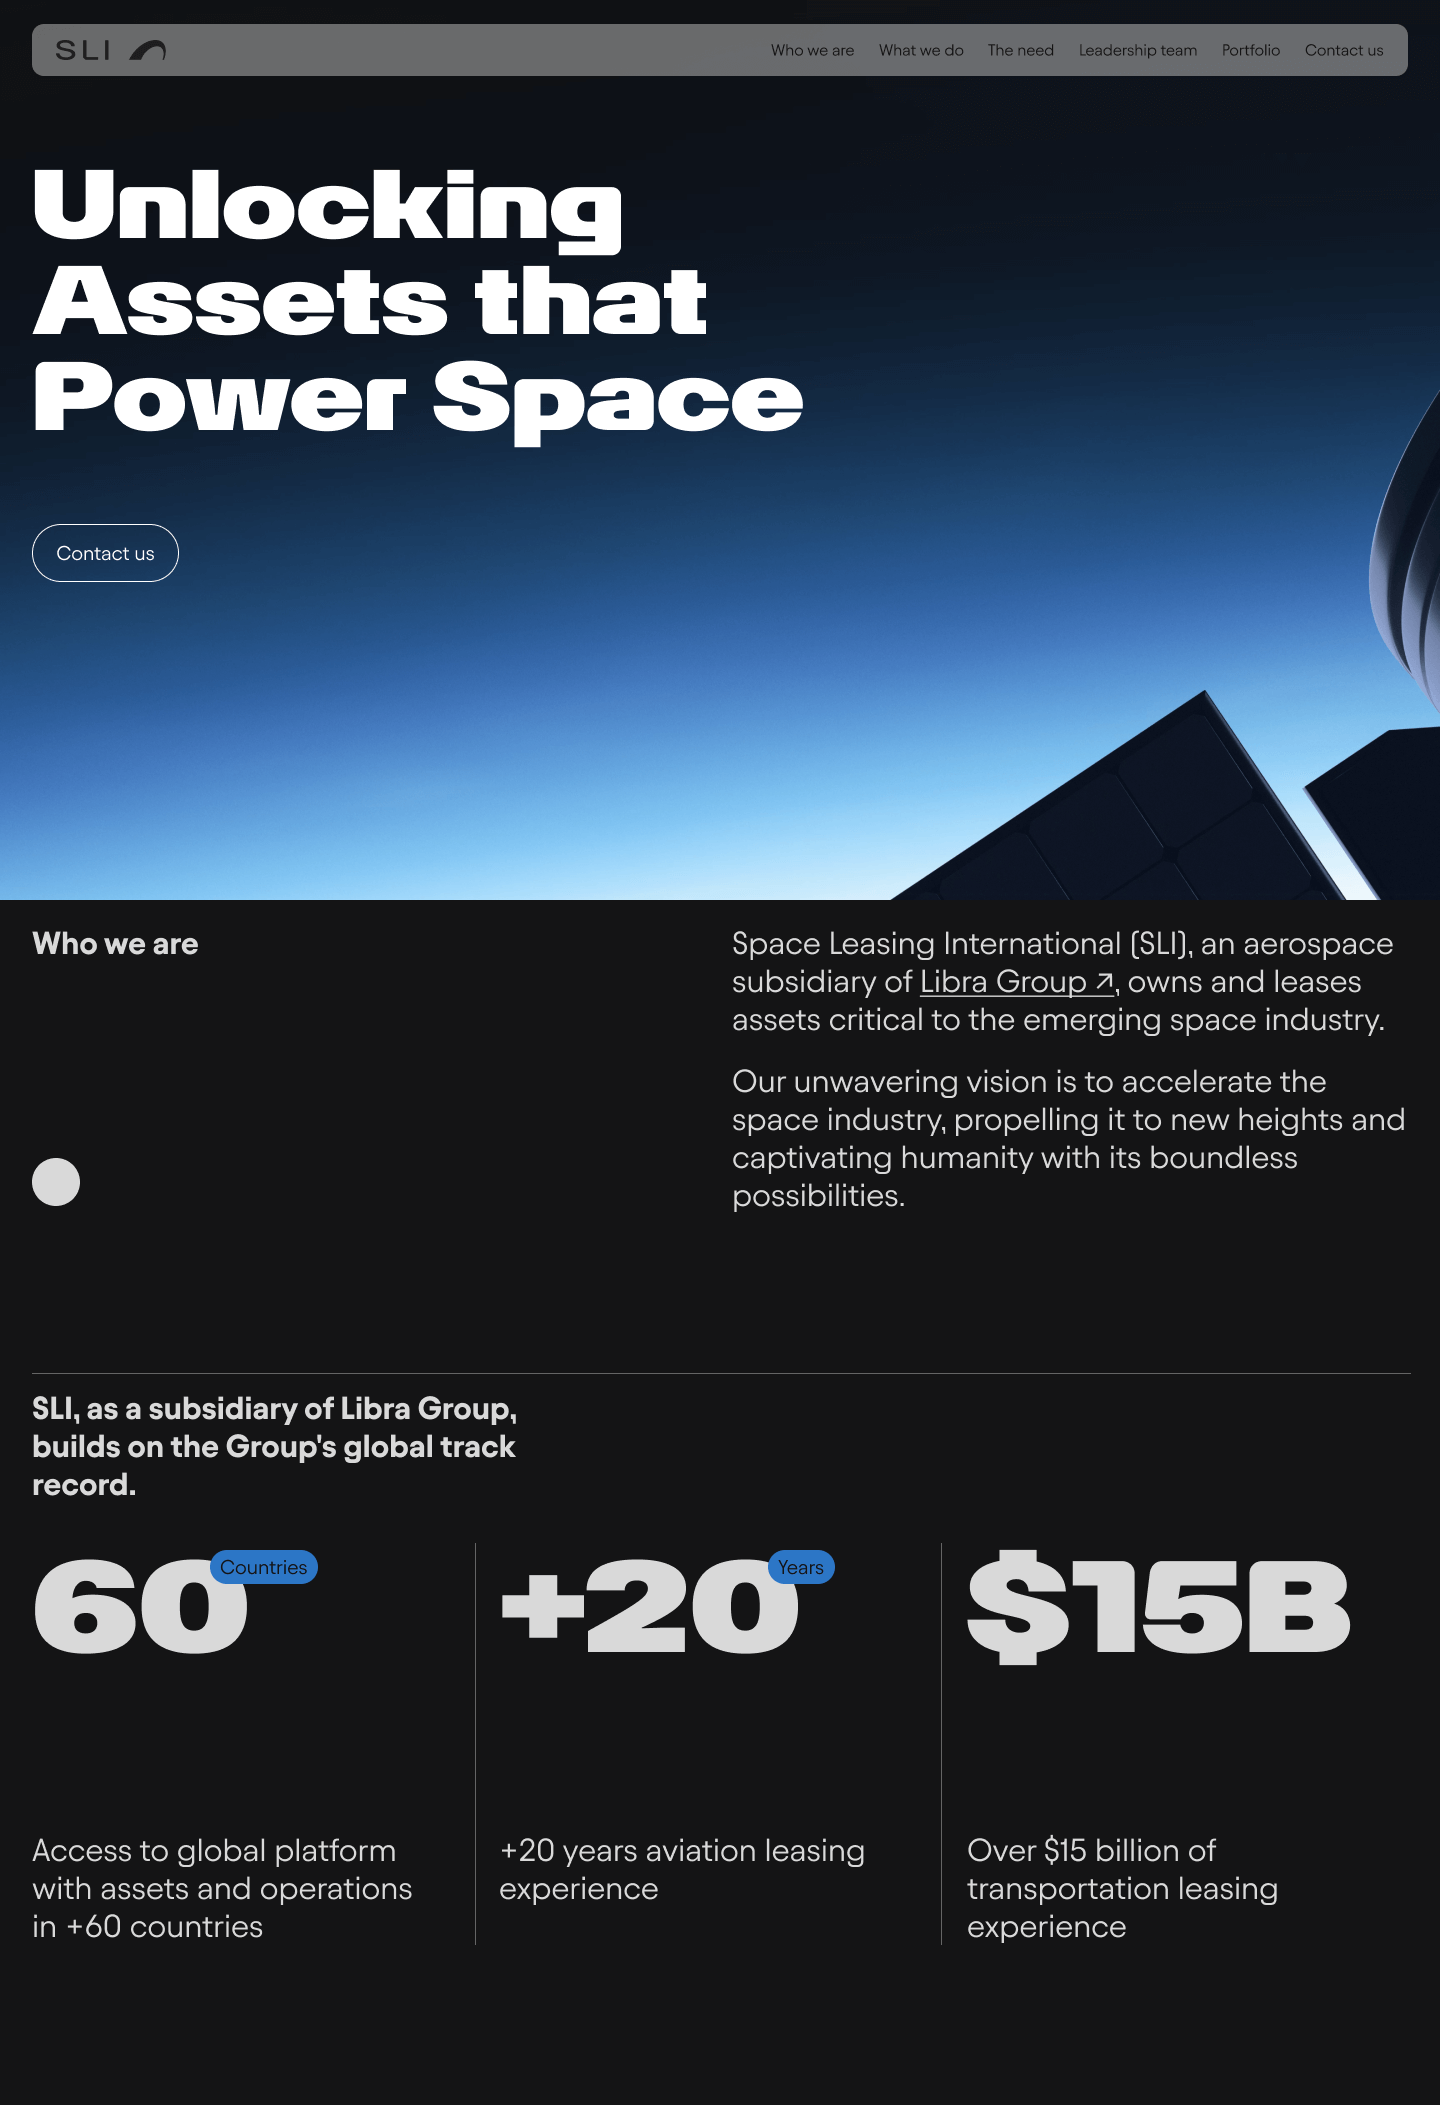 SLI
Who we are What we do The need Leadership team Portfolio Contact us
Unlocking
Assets that
Power Space
Contact us
Who we are
Space Leasing International (SLI), an aerospace
subsidiary of Libra Group ↗, owns and leases
assets critical to the emerging space industry.
Our unwavering vision is to accelerate the
space industry, propelling it to new heights and
captivating humanity with its boundless
possibilities.
SLI, as a subsidiary of Libra Group,
builds on the Group's global track
record.
60 Countries
Access to global platform
with assets and operations
in +60 countries
+20 Years
+20 years aviation leasing
experience
$15B
Over $15 billion of
transportation leasing
experience